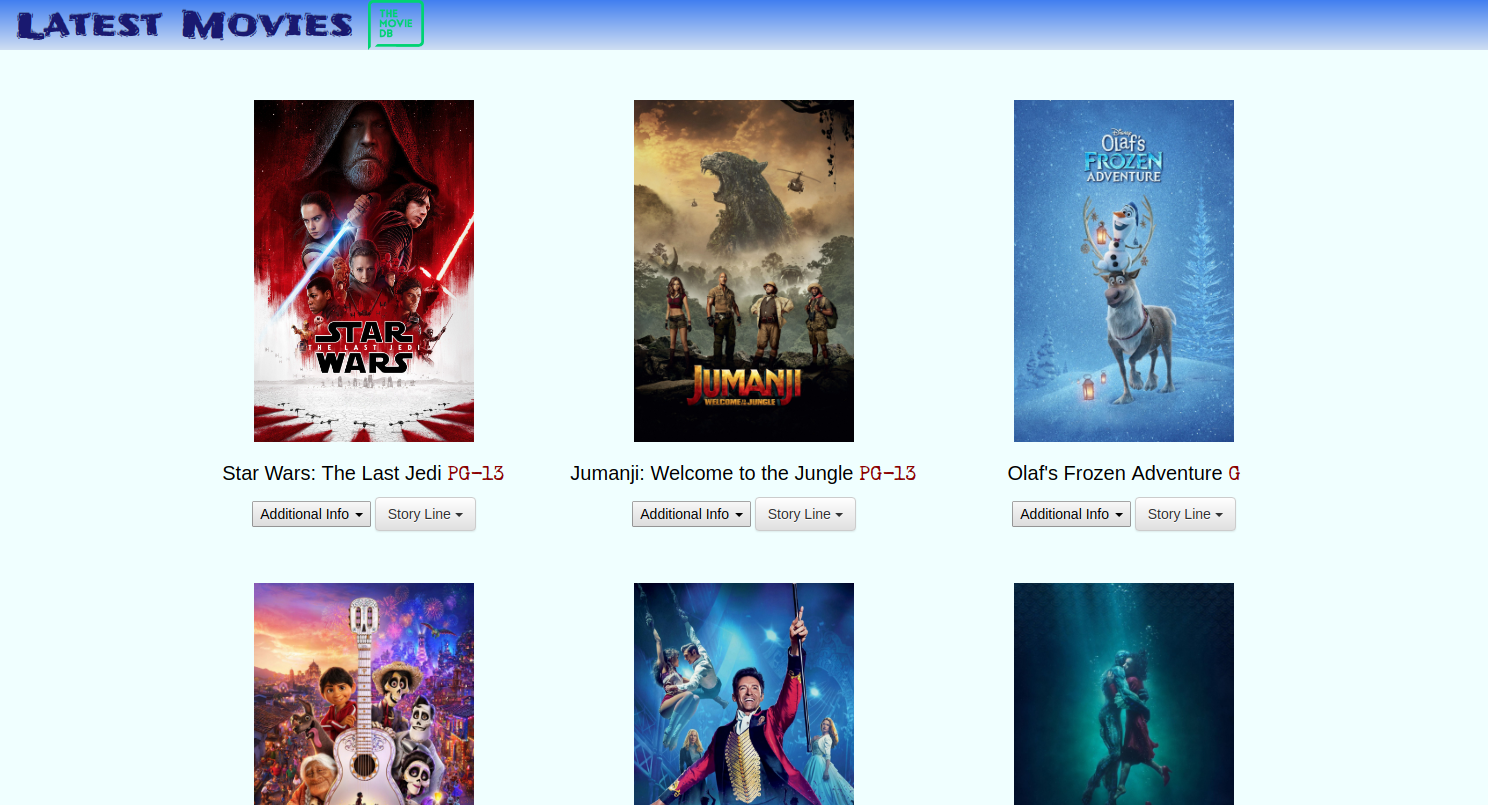 LATEST MOVIES
THE
MOVIE
DB
STAR
THE LAST JEDI
WARS
JUMANJI
WELCOME TO THE JUNGLE
Disney
OLAF'S
FROZEN
ADVENTURE
Star Wars: The Last Jedi PG-13
Jumanji: Welcome to the Jungle PG-13
Olaf's Frozen Adventure G
Additional Info Story Line
Additional Info Story Line
Additional Info Story Line